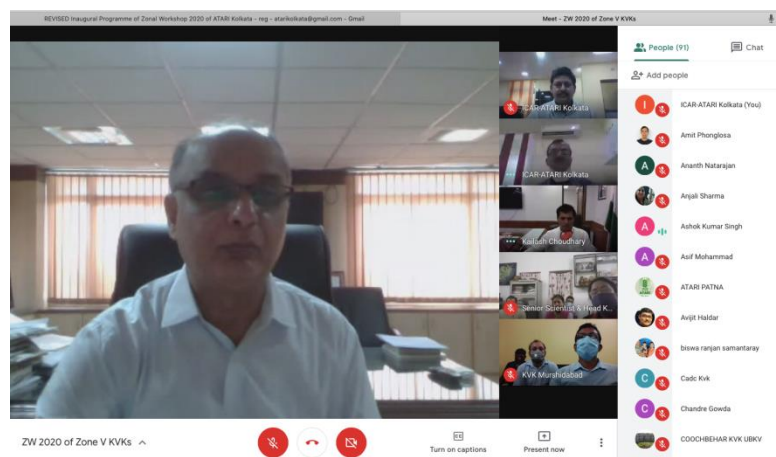 REVISED Inaugural Programme of Zonal Workshop 2020 of ATARI Kolkata - reg - atarikolkata@gmail.com - Gmail
Meet - ZW 2020 of Zone V KVKs
ICAR-ATARI Kolkata
ICAR-ATARI Kolkata
Kailash Choudhary
Senior Scientist & Head K...
KVK Murshidabad
People (91)
Chat
Add people
I
ICAR-ATARI Kolkata (You)
Amit Phonglosa
A
Ananth Natarajan
Anjali Sharma
A
Ashok Kumar Singh
A
Asif Mohammad
ATARI PATNA
Avijit Haldar
biswa ranjan samantaray
C
Cadc Kvk
C
Chandre Gowda
COOCHBEHAR KVK UBKV
ZW 2020 of Zone V KVKs
Turn on captions
Present now